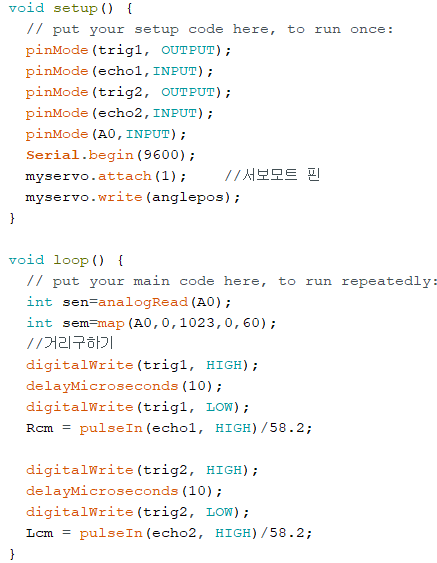 void setup() {
  // put your setup code here, to run once:
  pinMode(trig1, OUTPUT);
  pinMode(echo1,INPUT);
  pinMode(trig2, OUTPUT);
  pinMode(echo2,INPUT);
  pinMode(A0,INPUT);
  Serial.begin(9600);
  myservo.attach(1);    //서보모트 핀
  myservo.write(anglepos);
}

void loop() {
  // put your main code here, to run repeatedly:
  int sen=analogRead(A0);
  int sem=map(A0,0,1023,0,60);
  //거리구하기
  digitalWrite(trig1, HIGH);
  delayMicroseconds(10);
  digitalWrite(trig1, LOW);
  Rcm = pulseIn(echo1, HIGH)/58.2;

  digitalWrite(trig2, HIGH);
  delayMicroseconds(10);
  digitalWrite(trig2, LOW);
  Lcm = pulseIn(echo2, HIGH)/58.2;
}